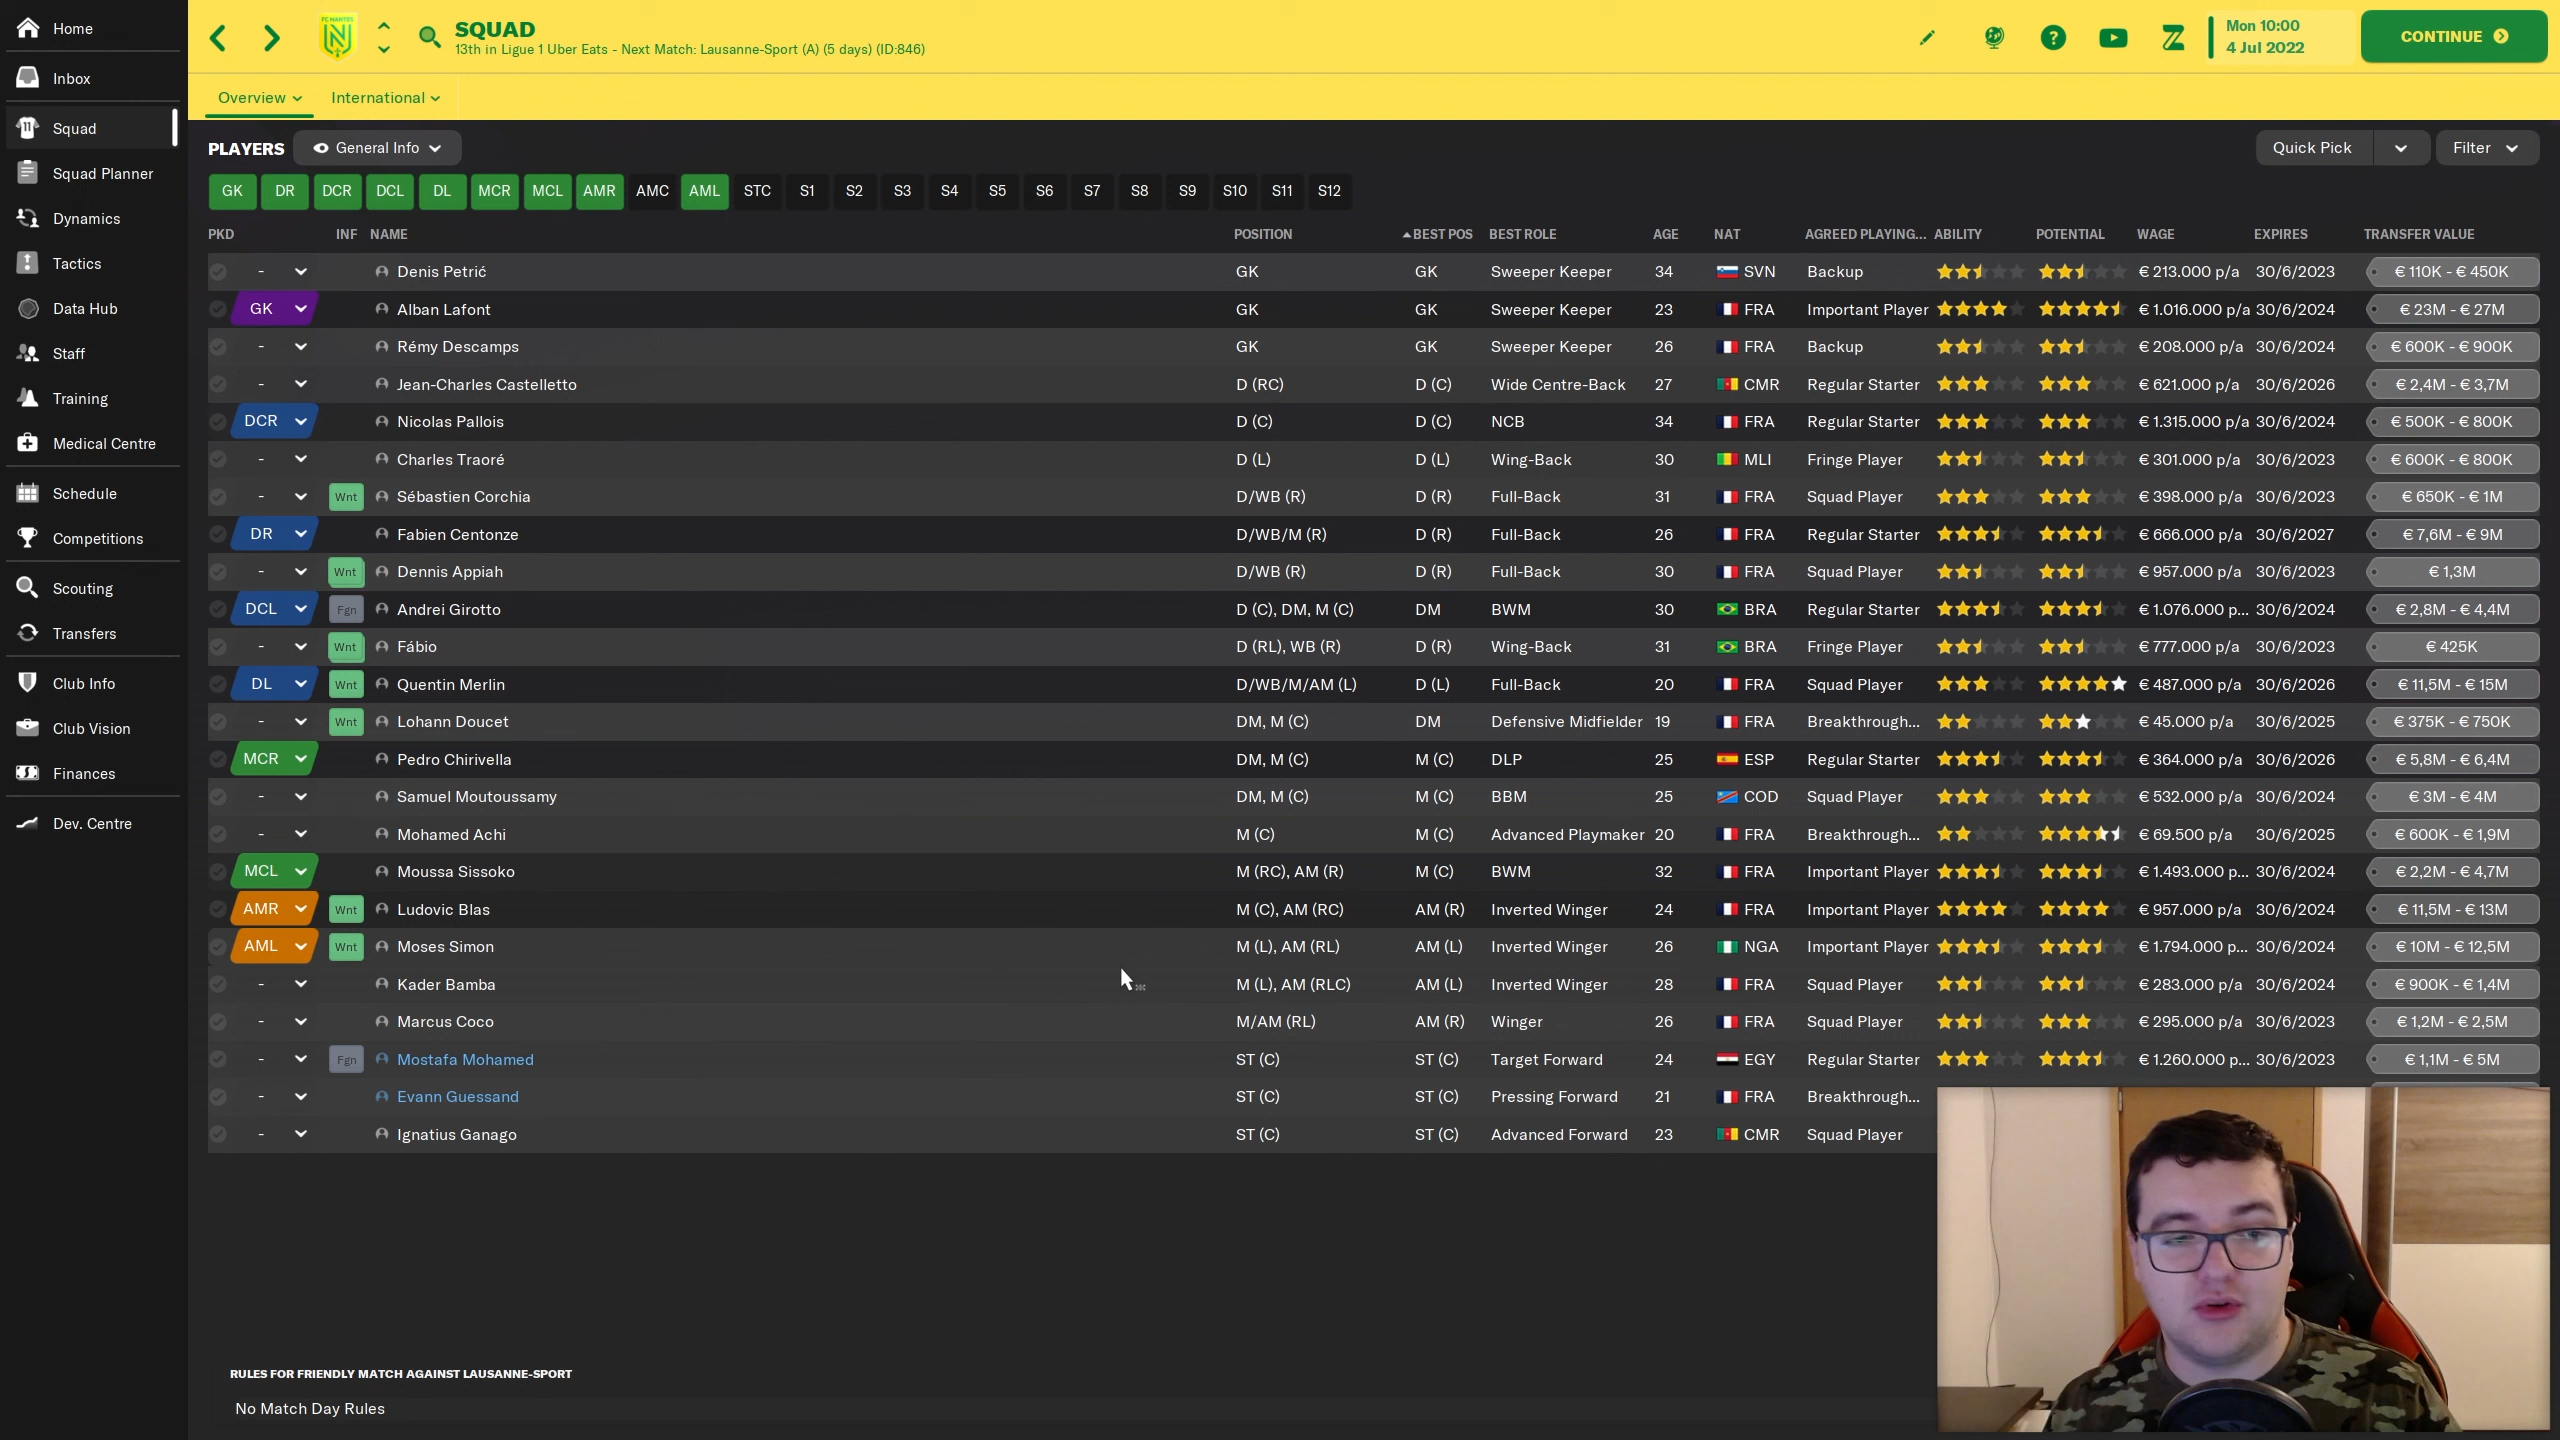 Home
Inbox
Squad
Squad Planner
Dynamics
Tactics
Data Hub
Staff
Training
Medical Centre
Schedule
Competitions
Scouting
Transfers
Club Info
Club Vision
Finances
Dev. Centre
FC NANTES
SQUAD
13th in Ligue 1 Uber Eats - Next Match: Lausanne-Sport (A) (5 days) (ID:846)
Mon 10:00
4 Jul 2022
CONTINUE
Overview International
PLAYERS General Info Quick Pick Filter
GK DR DCR DCL DL MCR MCL AMR AMC AML STC S1 S2 S3 S4 S5 S6 S7 S8 S9 S10 S11 S12
PKD INF NAME POSITION BEST POS BEST ROLE AGE NAT AGREED PLAYING... ABILITY POTENTIAL WAGE EXPIRES TRANSFER VALUE
- Denis Petrić GK GK Sweeper Keeper 34 SVN Backup € 213.000 p/a 30/6/2023 € 110K - € 450K
GK Alban Lafont GK GK Sweeper Keeper 23 FRA Important Player € 1.016.000 p/a 30/6/2024 € 23M - € 27M
- Rémy Descamps GK GK Sweeper Keeper 26 FRA Backup € 208.000 p/a 30/6/2024 € 600K - € 900K
- Jean-Charles Castelletto D (RC) D (C) Wide Centre-Back 27 CMR Regular Starter € 621.000 p/a 30/6/2026 € 2,4M - € 3,7M
DCR Nicolas Pallois D (C) D (C) NCB 34 FRA Regular Starter € 1.315.000 p/a 30/6/2024 € 500K - € 800K
- Charles Traoré D (L) D (L) Wing-Back 30 MLI Fringe Player € 301.000 p/a 30/6/2023 € 600K - € 800K
- Wnt Sébastien Corchia D/WB (R) D (R) Full-Back 31 FRA Squad Player € 398.000 p/a 30/6/2023 € 650K - € 1M
DR Fabien Centonze D/WB/M (R) D (R) Full-Back 26 FRA Regular Starter € 666.000 p/a 30/6/2027 € 7,6M - € 9M
- Wnt Dennis Appiah D/WB (R) D (R) Full-Back 30 FRA Squad Player € 957.000 p/a 30/6/2023 € 1,3M
DCL Fgn Andrei Girotto D (C), DM, M (C) DM BWM 30 BRA Regular Starter € 1.076.000 p... 30/6/2024 € 2,8M - € 4,4M
- Wnt Fábio D (RL), WB (R) D (R) Wing-Back 31 BRA Fringe Player € 777.000 p/a 30/6/2023 € 425K
DL Wnt Quentin Merlin D/WB/M/AM (L) D (L) Full-Back 20 FRA Squad Player € 487.000 p/a 30/6/2026 € 11,5M - € 15M
- Wnt Lohann Doucet DM, M (C) DM Defensive Midfielder 19 FRA Breakthrough... € 45.000 p/a 30/6/2025 € 375K - € 750K
MCR Pedro Chirivella DM, M (C) M (C) DLP 25 ESP Regular Starter € 364.000 p/a 30/6/2026 € 5,8M - € 6,4M
- Samuel Moutoussamy DM, M (C) M (C) BBM 25 COD Squad Player € 532.000 p/a 30/6/2024 € 3M - € 4M
- Mohamed Achi M (C) M (C) Advanced Playmaker 20 FRA Breakthrough... € 69.500 p/a 30/6/2025 € 600K - € 1,9M
MCL Moussa Sissoko M (RC), AM (R) M (C) BWM 32 FRA Important Player € 1.493.000 p... 30/6/2024 € 2,2M - € 4,7M
AMR Wnt Ludovic Blas M (C), AM (RC) AM (R) Inverted Winger 24 FRA Important Player € 957.000 p/a 30/6/2024 € 11,5M - € 13M
AML Wnt Moses Simon M (L), AM (RL) AM (L) Inverted Winger 26 NGA Important Player € 1.794.000 p... 30/6/2024 € 10M - € 12,5M
- Kader Bamba M (L), AM (RLC) AM (L) Inverted Winger 28 FRA Squad Player € 283.000 p/a 30/6/2024 € 900K - € 1,4M
- Marcus Coco M/AM (RL) AM (R) Winger 26 FRA Squad Player € 295.000 p/a 30/6/2023 € 1,2M - € 2,5M
- Fgn Mostafa Mohamed ST (C) ST (C) Target Forward 24 EGY Regular Starter € 1.260.000 p... 30/6/2023 € 1,1M - € 5M
- Evann Guessand ST (C) ST (C) Pressing Forward 21 FRA Breakthrough...
- Ignatius Ganago ST (C) ST (C) Advanced Forward 23 CMR Squad Player
RULES FOR FRIENDLY MATCH AGAINST LAUSANNE-SPORT
No Match Day Rules